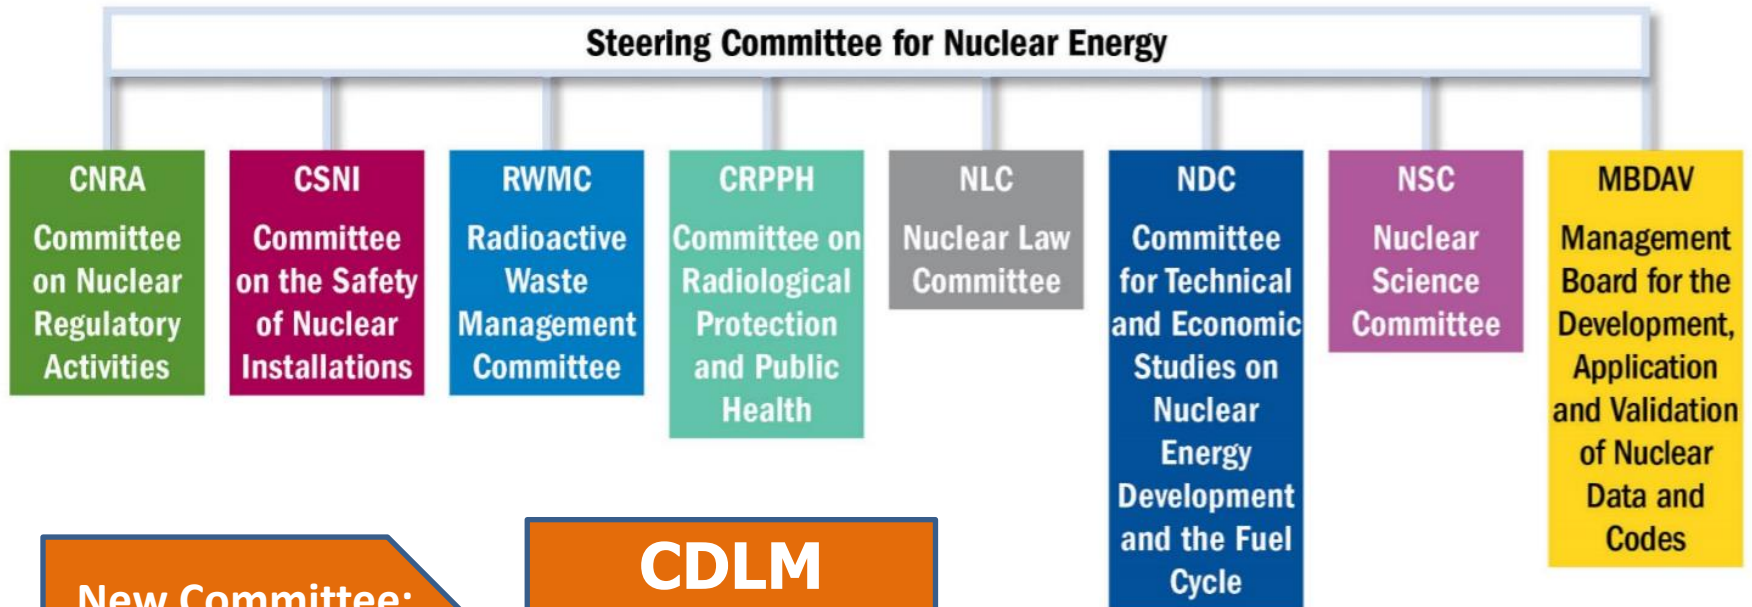 Steering Committee for Nuclear Energy
CNRA
Committee
on Nuclear
Regulatory
Activities
CSNI
Committee
on the Safety
of Nuclear
Installations
RWMC
Radioactive
Waste
Management
Committee
CRPPH
Committee on
Radiological
Protection
and Public
Health
NLC
Nuclear Law
Committee
NDC
Committee
for Technical
and Economic
Studies on
Nuclear
Energy
Development
and the Fuel
Cycle
NSC
Nuclear
Science
Committee
MBDAV
Management
Board for the
Development,
Application
and Validation
of Nuclear
Data and
Codes
New Committee:
CDLM